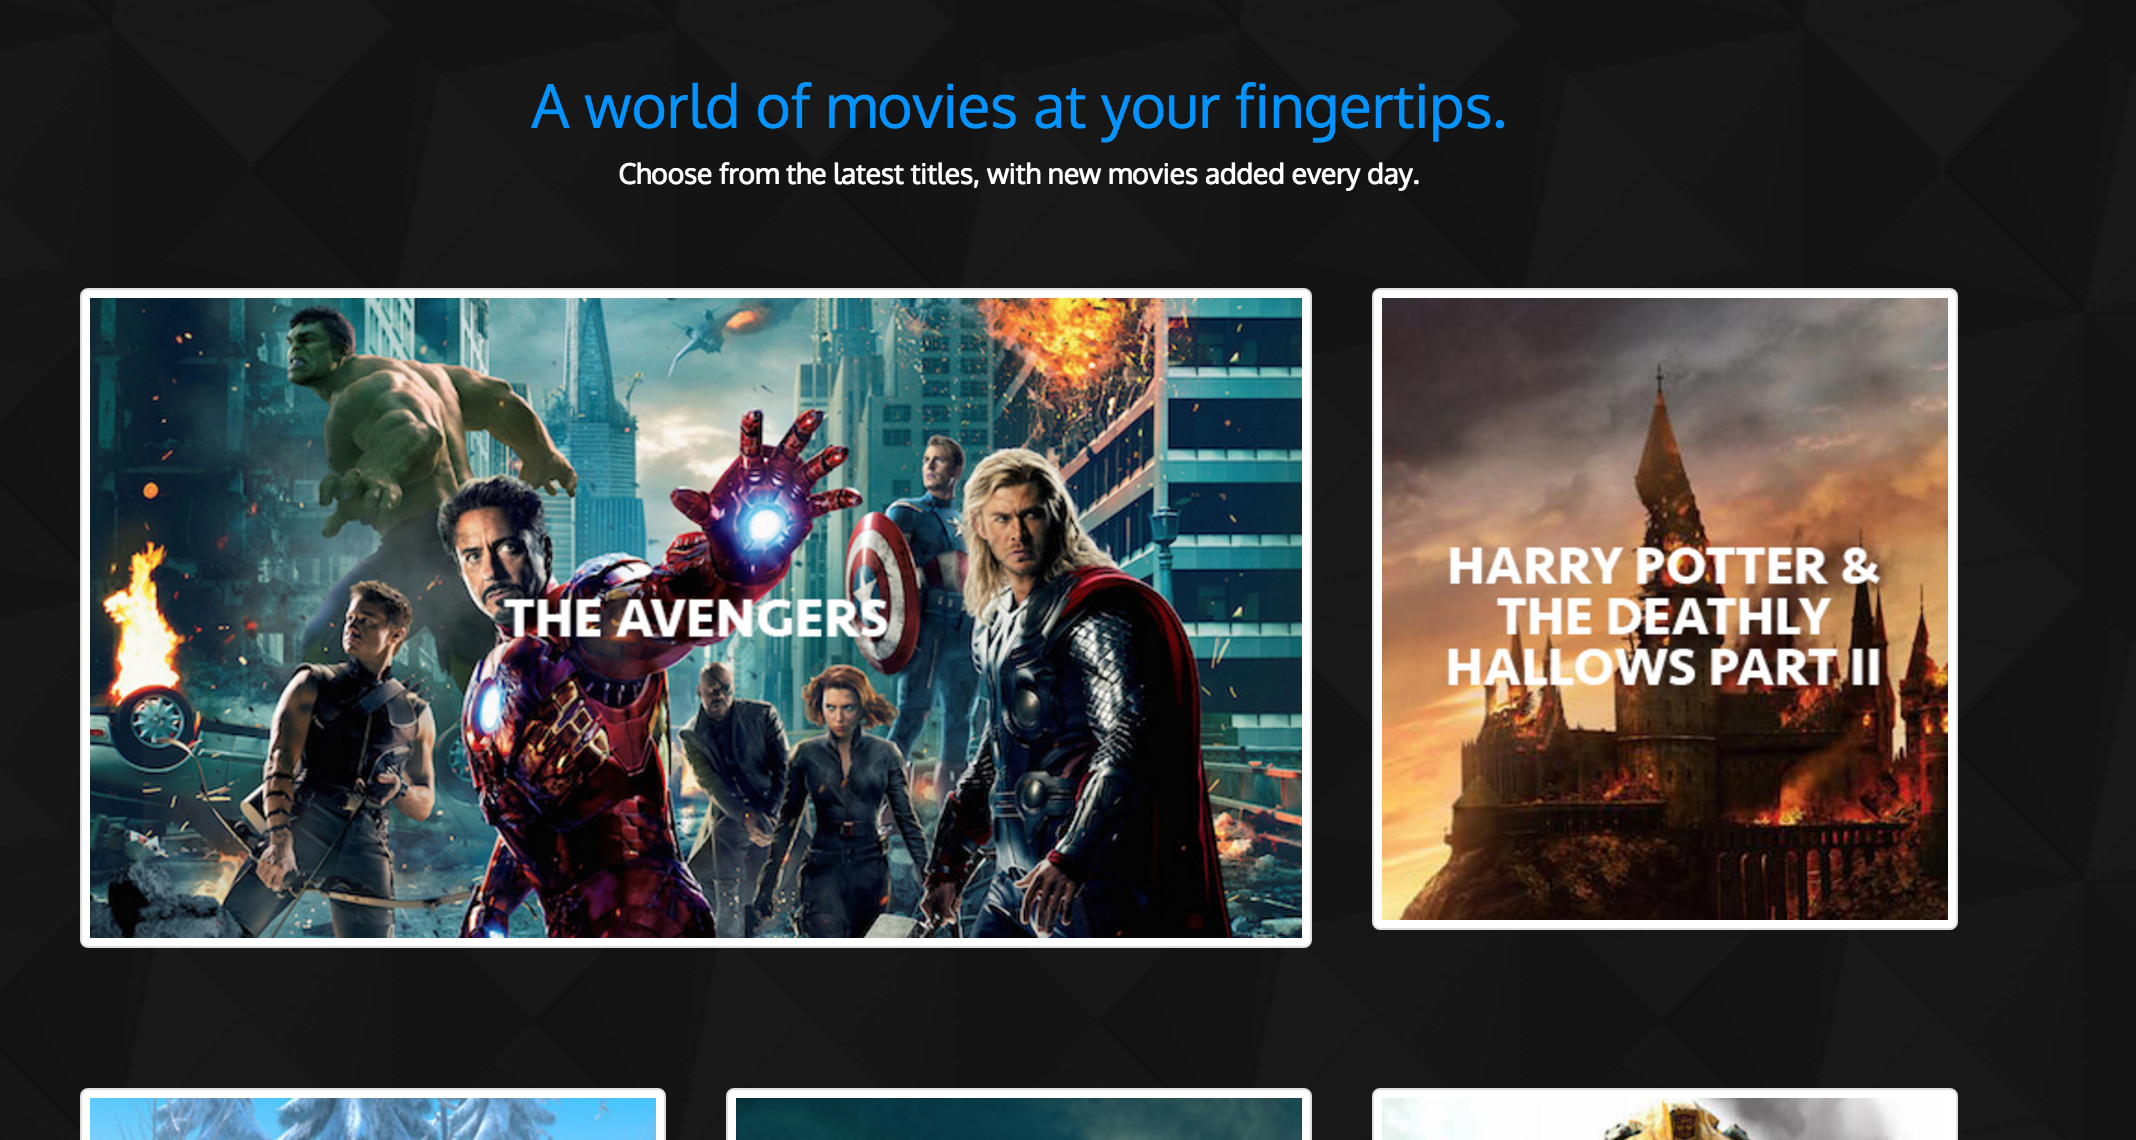 A world of movies at your fingertips.
Choose from the latest titles, with new movies added every day.
THE AVENGERS
HARRY POTTER &
THE DEATHLY
HALLOWS PART II